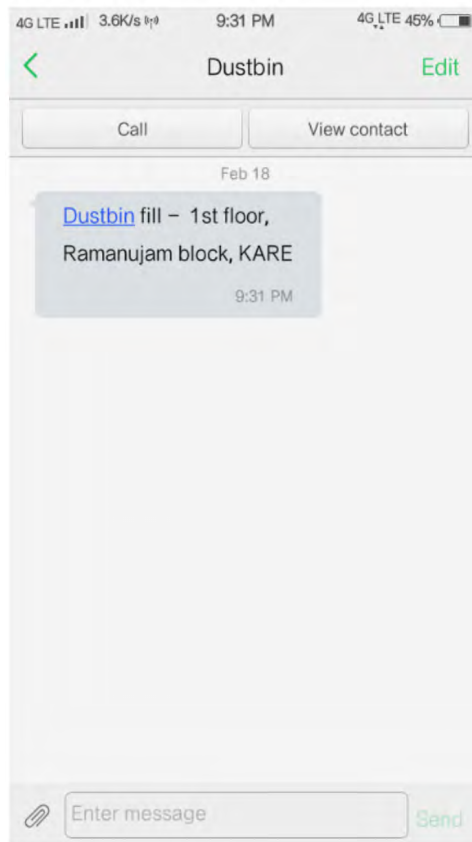 4G LTE 3.6K/s 9:31 PM 4G LTE 45%
Dustbin Edit
Call View contact
Feb 18
Dustbin fill – 1st floor,
Ramanujam block, KARE
9:31 PM
Enter message Send